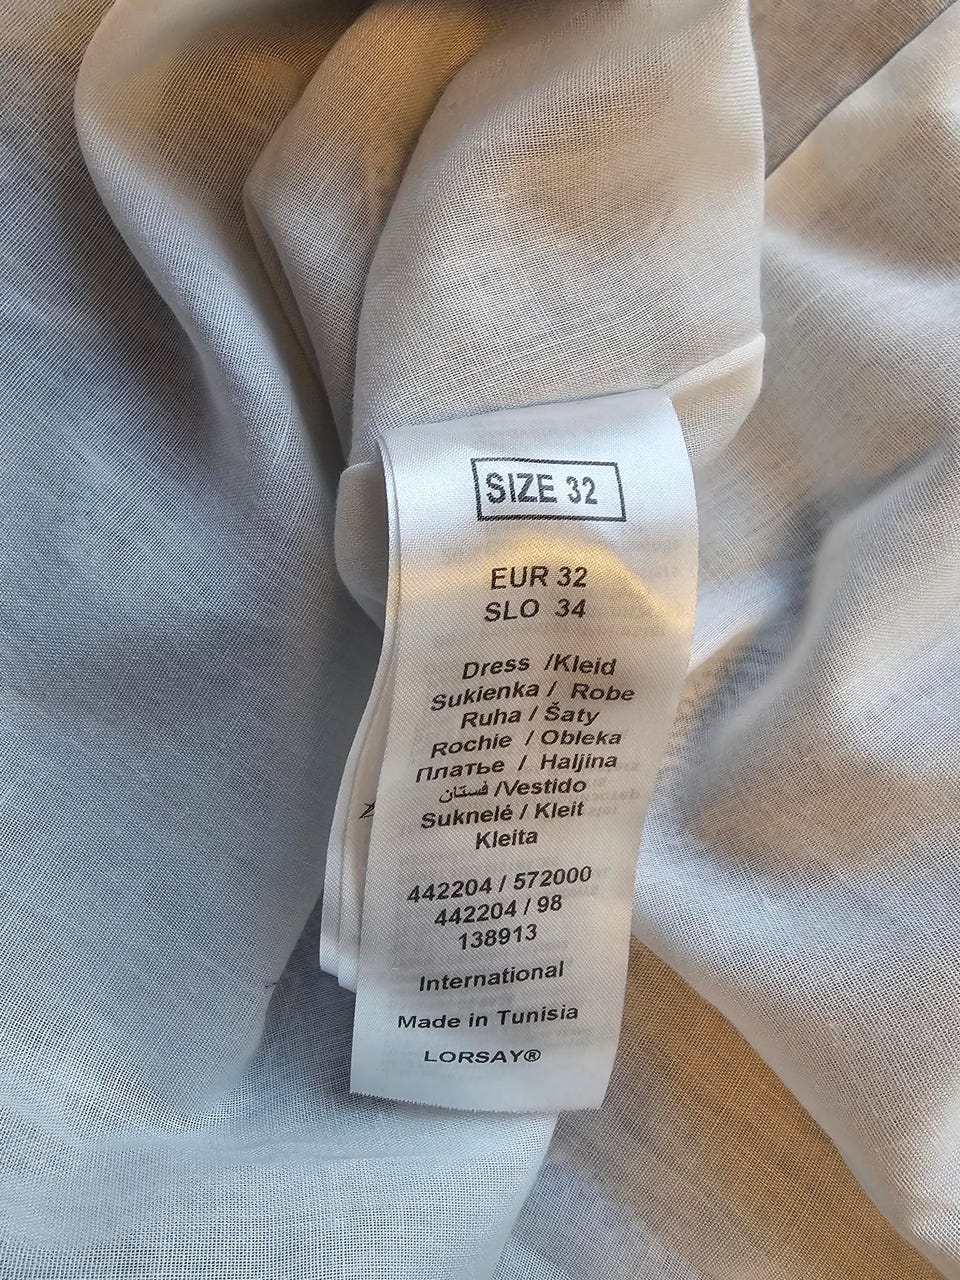 SIZE 32
EUR 32
SLO 34
Dress /Kleid
Sukienka / Robe
Ruha / Šaty
Rochie / Obleka
Платье / Haljina
فستان /Vestido
Suknelé / Kleit
Kleita
442204 / 572000
442204 / 98
138913
International
Made in Tunisia
LORSAY®